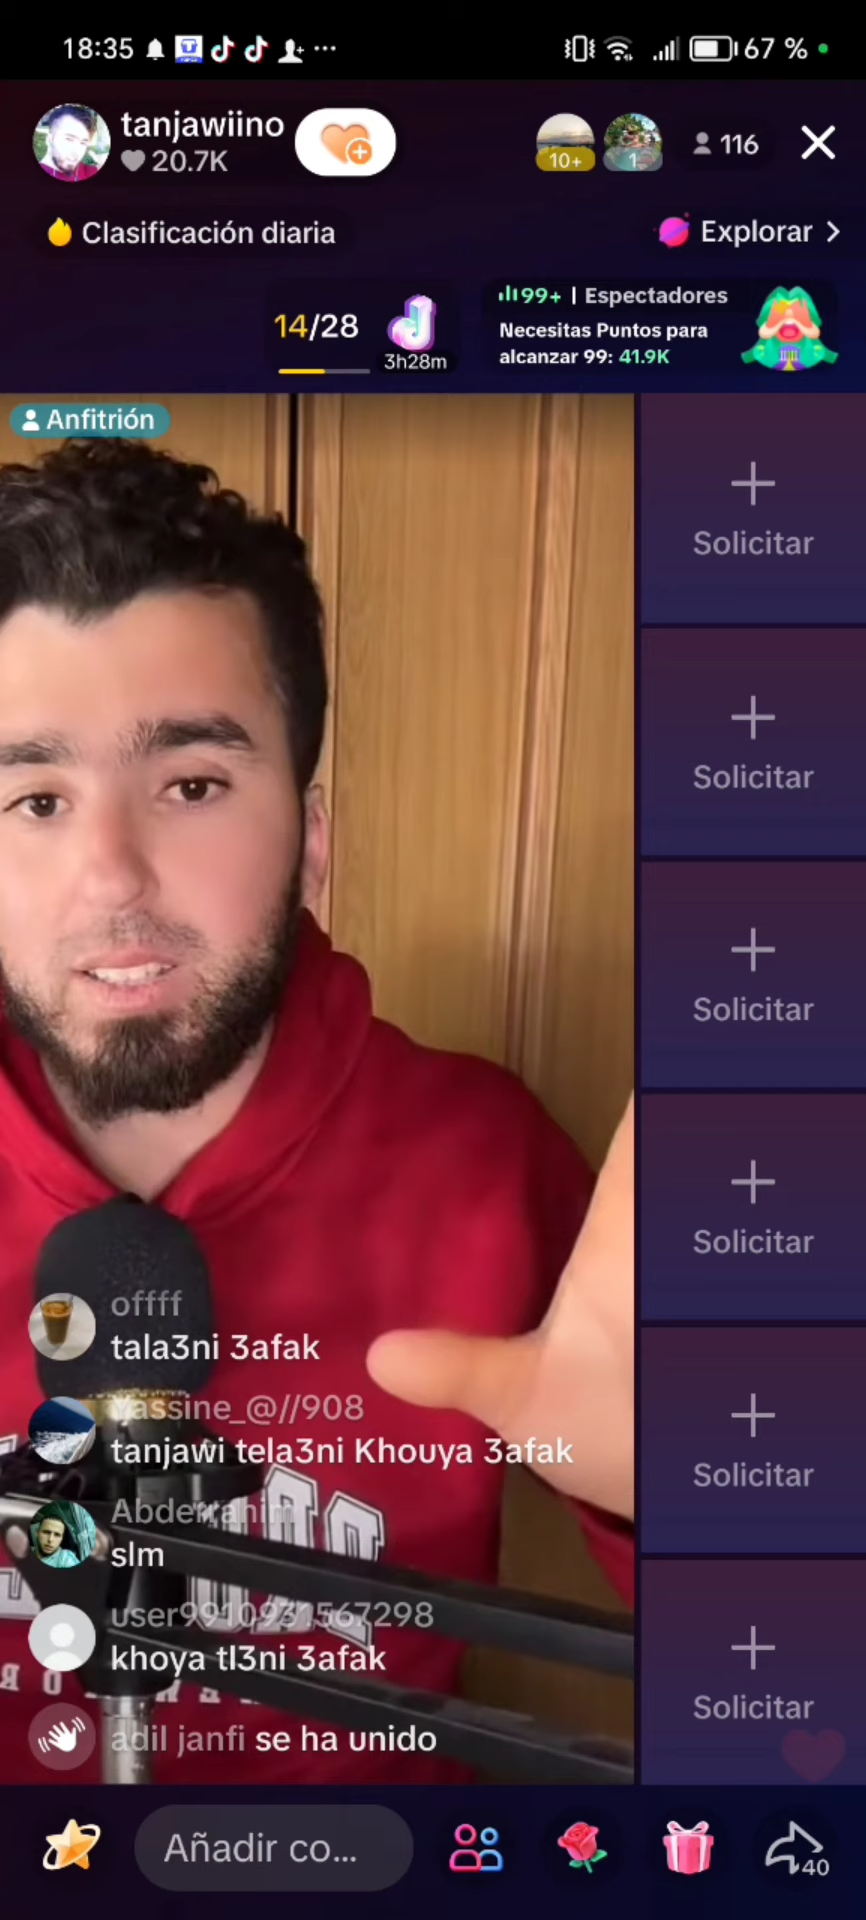 18:35
67 %
tanjawiino
20.7K
10+
1
116
Clasificación diaria
Explorar
14/28
3h28m
99+ | Espectadores
Necesitas Puntos para
alcanzar 99: 41.9K
Anfitrión
Solicitar
Solicitar
Solicitar
Solicitar
Solicitar
Solicitar
offff
tala3ni 3afak
Yassine_@//908
tanjawi tela3ni Khouya 3afak
Abderrahim
slm
user9910931567298
khoya tl3ni 3afak
adil janfi se ha unido
Añadir co...
40